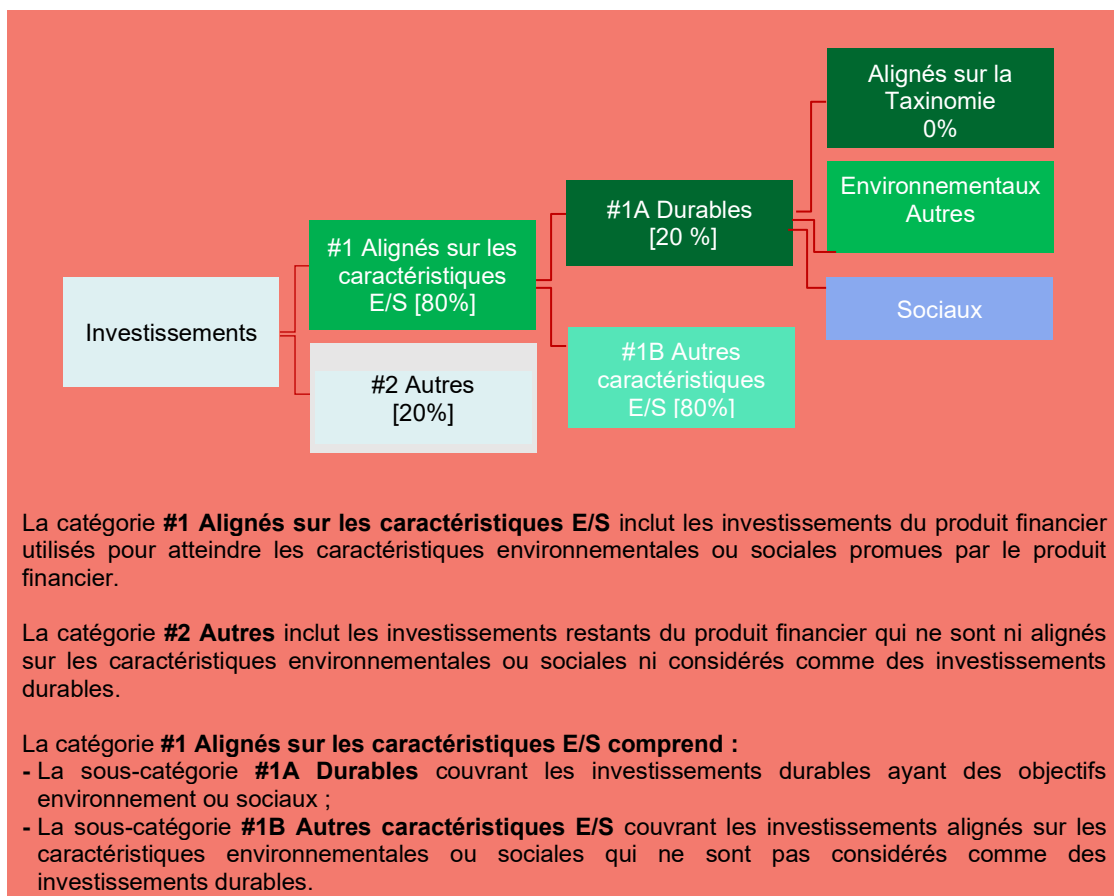 Alignés sur la
Taxinomie
0%
Environnementaux
Autres
#1A Durables
[20 %]
#1 Alignés sur les
caractéristiques
E/S [80%]
Sociaux
Investissements
#1B Autres
caractéristiques
E/S [80%]
#2 Autres
[20%]
La catégorie #1 Alignés sur les caractéristiques E/S inclut les investissements du produit financier
utilisés pour atteindre les caractéristiques environnementales ou sociales promues par le produit
financier.
La catégorie #2 Autres inclut les investissements restants du produit financier qui ne sont ni alignés
sur les caractéristiques environnementales ou sociales ni considérés comme des investissements
durables.
La catégorie #1 Alignés sur les caractéristiques E/S comprend :
- La sous-catégorie #1A Durables couvrant les investissements durables ayant des objectifs
environnement ou sociaux ;
- La sous-catégorie #1B Autres caractéristiques E/S couvrant les investissements alignés sur les
caractéristiques environnementales ou sociales qui ne sont pas considérés comme des
investissements durables.